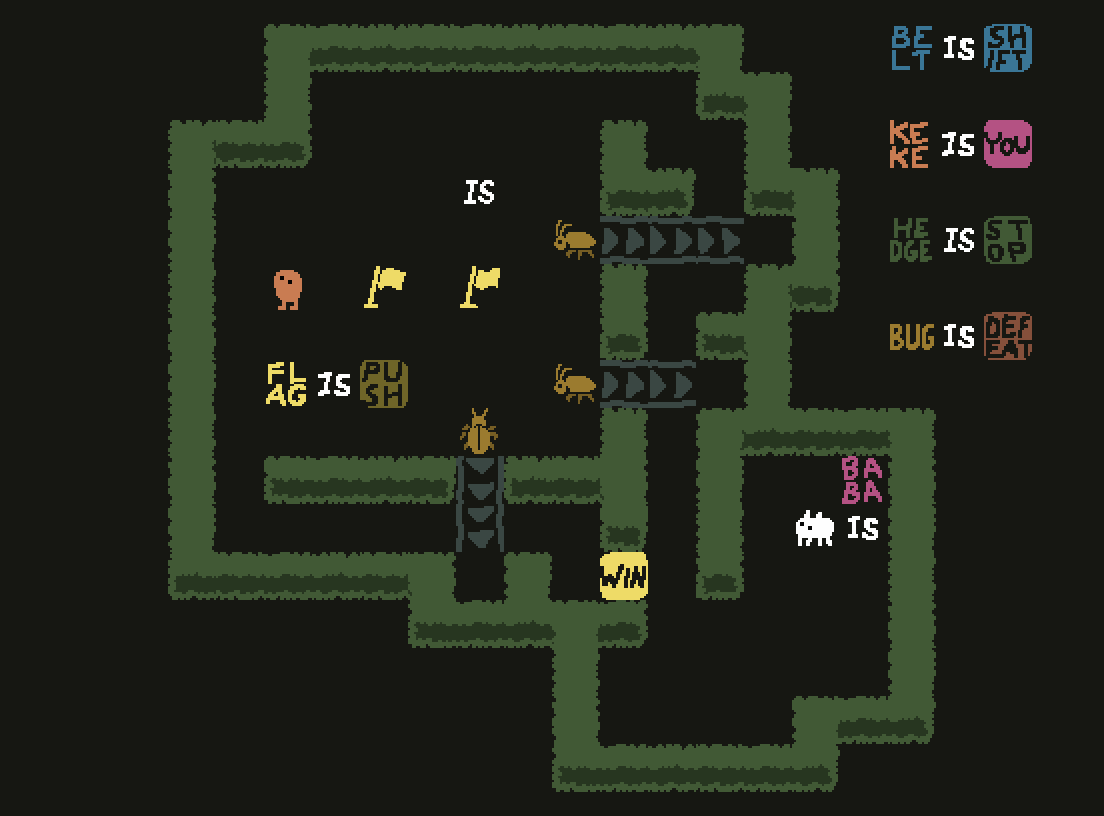 BELT IS SHIFT
KEKE IS YOU
IS
HEDGE IS STOP
BUG IS DEFEAT
FLAG IS PUSH
BABA
IS
WIN